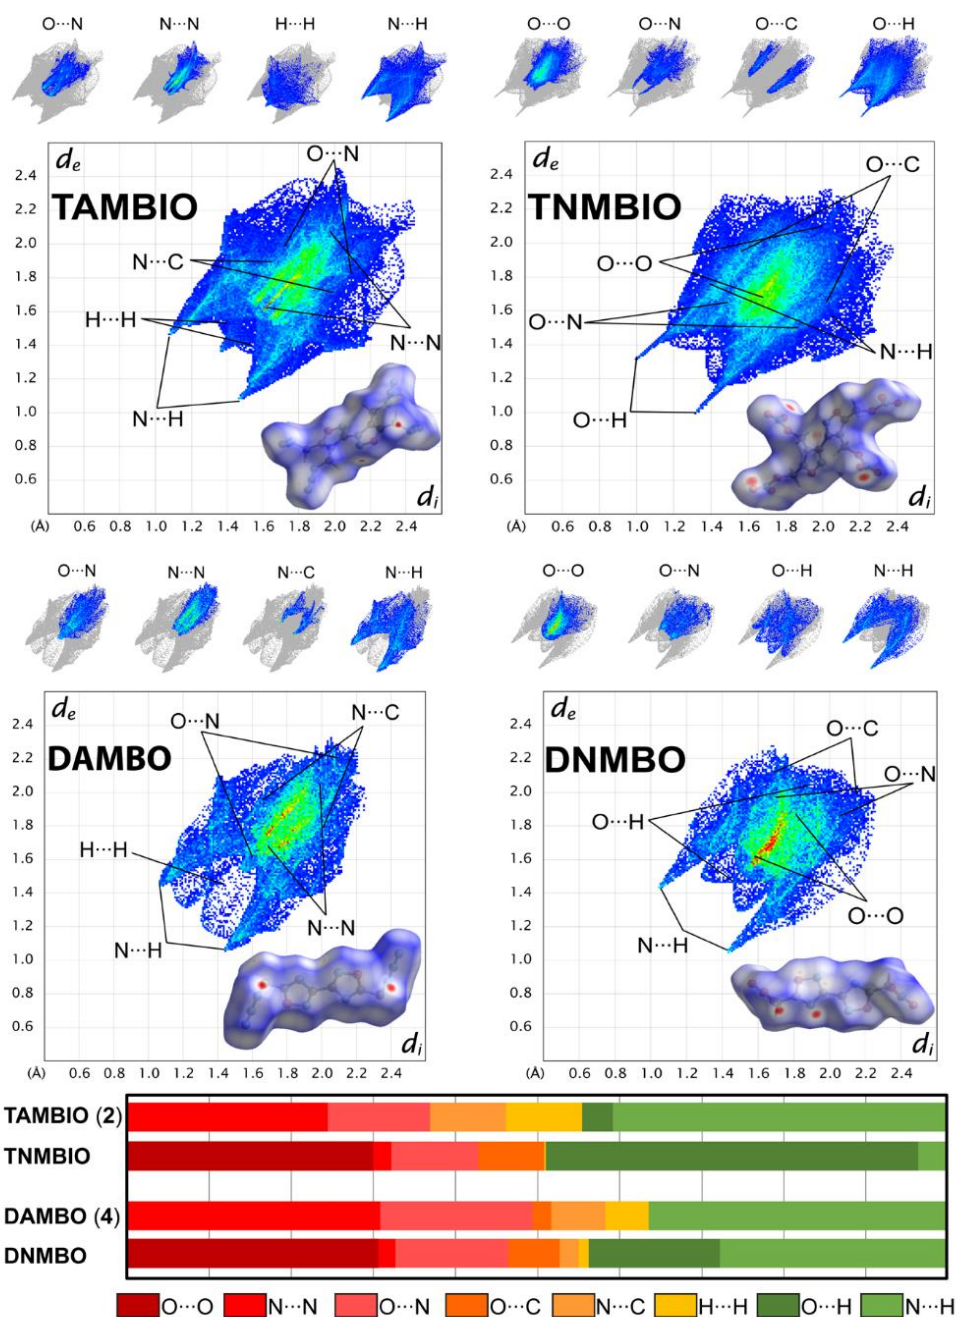 O···N N···N H···H N···H O···O O···N O···C O···H
dₑ O···N dₑ O···C
TAMBIO TNMBIO
2.4 2.2 2.0 1.8 1.6 1.4 1.2 1.0 0.8 0.6
N···C
H···H
N···N
N···H
dᵢ
(Å) 0.6 0.8 1.0 1.2 1.4 1.6 1.8 2.0 2.2 2.4
2.4 2.2 2.0 1.8 1.6 1.4 1.2 1.0 0.8 0.6
O···O
O···N
N···H
O···H
dᵢ
(Å) 0.6 0.8 1.0 1.2 1.4 1.6 1.8 2.0 2.2 2.4
O···N N···N N···C N···H O···O O···N O···H N···H
dₑ O···N N···C
DAMBO
2.4 2.2 2.0 1.8 1.6 1.4 1.2 1.0 0.8 0.6
H···H
N···N
N···H
dᵢ
(Å) 0.6 0.8 1.0 1.2 1.4 1.6 1.8 2.0 2.2 2.4
dₑ O···C
DNMBO
2.4 2.2 2.0 1.8 1.6 1.4 1.2 1.0 0.8 0.6
O···N
O···H
O···O
N···H
dᵢ
(Å) 0.6 0.8 1.0 1.2 1.4 1.6 1.8 2.0 2.2 2.4
TAMBIO (2)
TNMBIO
DAMBO (4)
DNMBO
O···O N···N O···N O···C N···C H···H O···H N···H